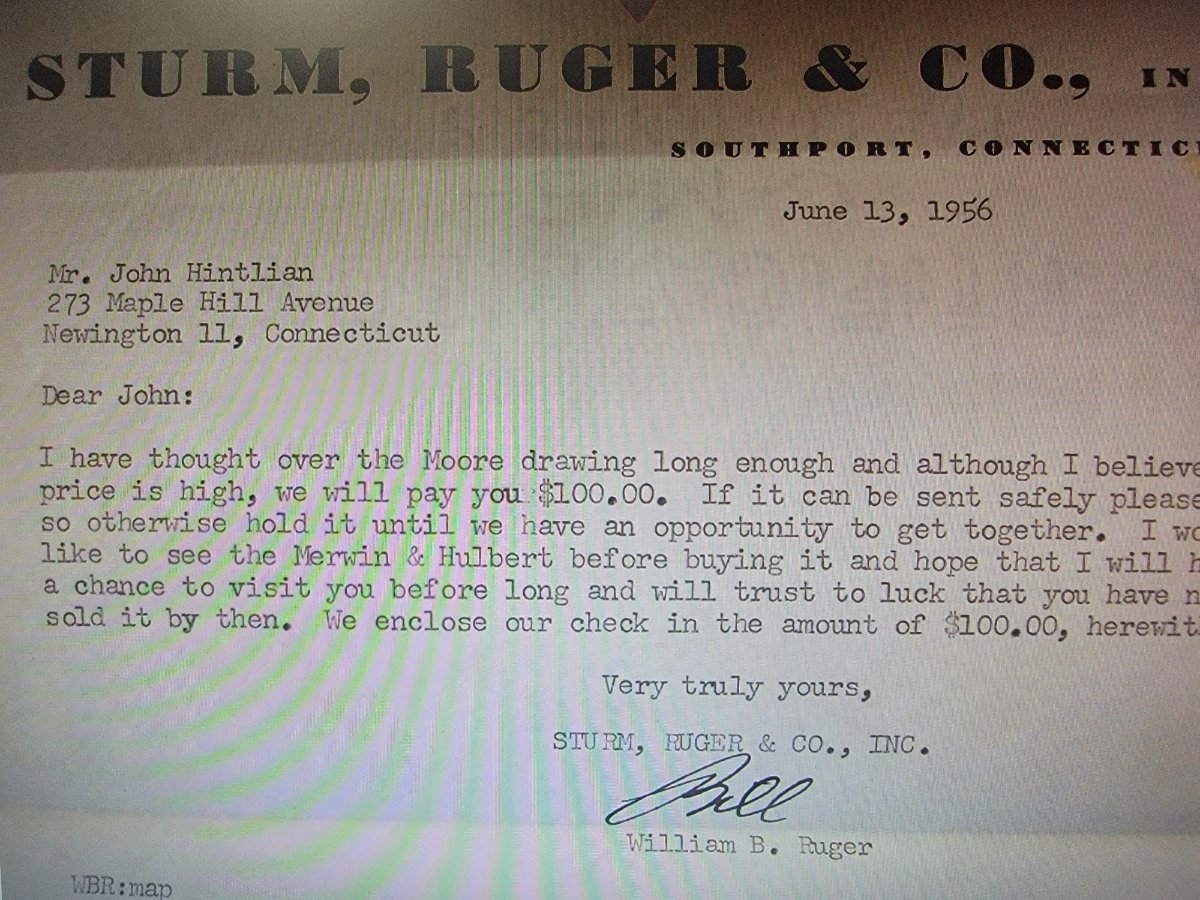 STURM, RUGER & CO., IN
SOUTHPORT, CONNECTIC
June 13, 1956
Mr. John Hintlian
273 Maple Hill Avenue
Newington 11, Connecticut
Dear John:
I have thought over the Moore drawing long enough and although I believe
price is high, we will pay you $100.00. If it can be sent safely please
so otherwise hold it until we have an opportunity to get together. I wo
like to see the Merwin & Hulbert before buying it and hope that I will h
a chance to visit you before long and will trust to luck that you have n
sold it by then. We enclose our check in the amount of $100.00, herewit
Very truly yours,
STURM, RUGER & CO., INC.
Bill
William B. Ruger
WBR:map